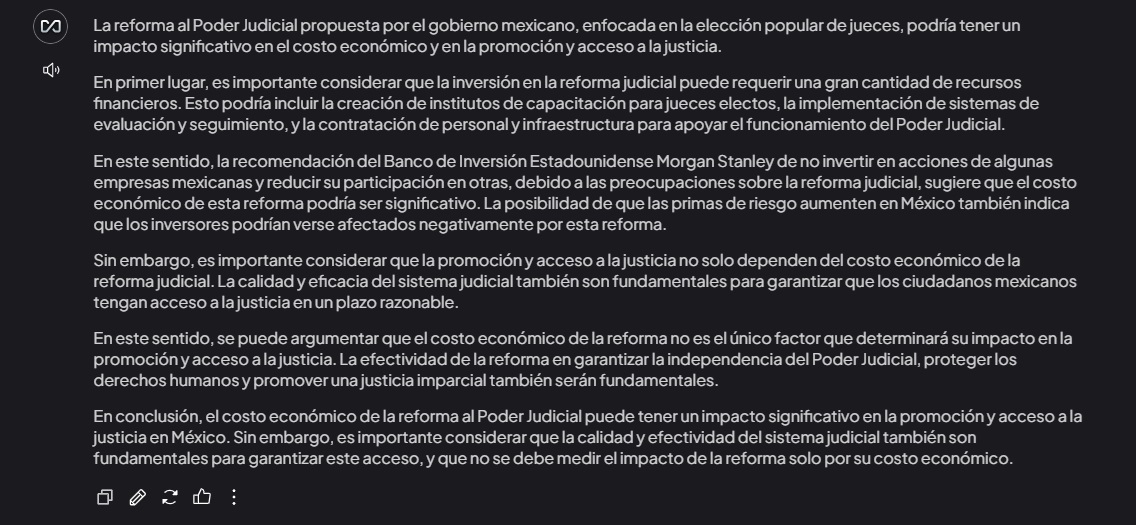 La reforma al Poder Judicial propuesta por el gobierno mexicano, enfocada en la elección popular de jueces, podría tener un
impacto significativo en el costo económico y en la promoción y acceso a la justicia.
En primer lugar, es importante considerar que la inversión en la reforma judicial puede requerir una gran cantidad de recursos
financieros. Esto podría incluir la creación de institutos de capacitación para jueces electos, la implementación de sistemas de
evaluación y seguimiento, y la contratación de personal y infraestructura para apoyar el funcionamiento del Poder Judicial.
En este sentido, la recomendación del Banco de Inversión Estadounidense Morgan Stanley de no invertir en acciones de algunas
empresas mexicanas y reducir su participación en otras, debido a las preocupaciones sobre la reforma judicial, sugiere que el costo
económico de esta reforma podría ser significativo. La posibilidad de que las primas de riesgo aumenten en México también indica
que los inversores podrían verse afectados negativamente por esta reforma.
Sin embargo, es importante considerar que la promoción y acceso a la justicia no solo dependen del costo económico de la
reforma judicial. La calidad y eficacia del sistema judicial también son fundamentales para garantizar que los ciudadanos mexicanos
tengan acceso a la justicia en un plazo razonable.
En este sentido, se puede argumentar que el costo económico de la reforma no es el único factor que determinará su impacto en la
promoción y acceso a la justicia. La efectividad de la reforma en garantizar la independencia del Poder Judicial, proteger los
derechos humanos y promover una justicia imparcial también serán fundamentales.
En conclusión, el costo económico de la reforma al Poder Judicial puede tener un impacto significativo en la promoción y acceso a la
justicia en México. Sin embargo, es importante considerar que la calidad y efectividad del sistema judicial también son
fundamentales para garantizar este acceso, y que no se debe medir el impacto de la reforma solo por su costo económico.